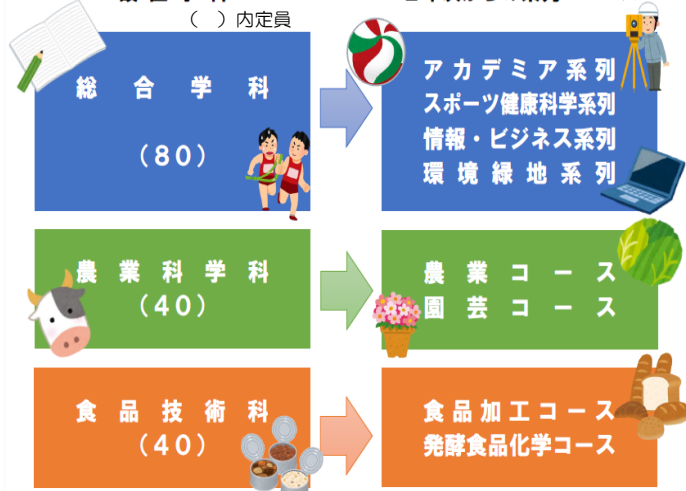 （　）内定員
総合学科
（80）
アカデミア系列
スポーツ健康科学系列
情報・ビジネス系列
環境緑地系列
農業科学科
（40）
農業コース
園芸コース
食品技術科
（40）
食品加工コース
発酵食品化学コース